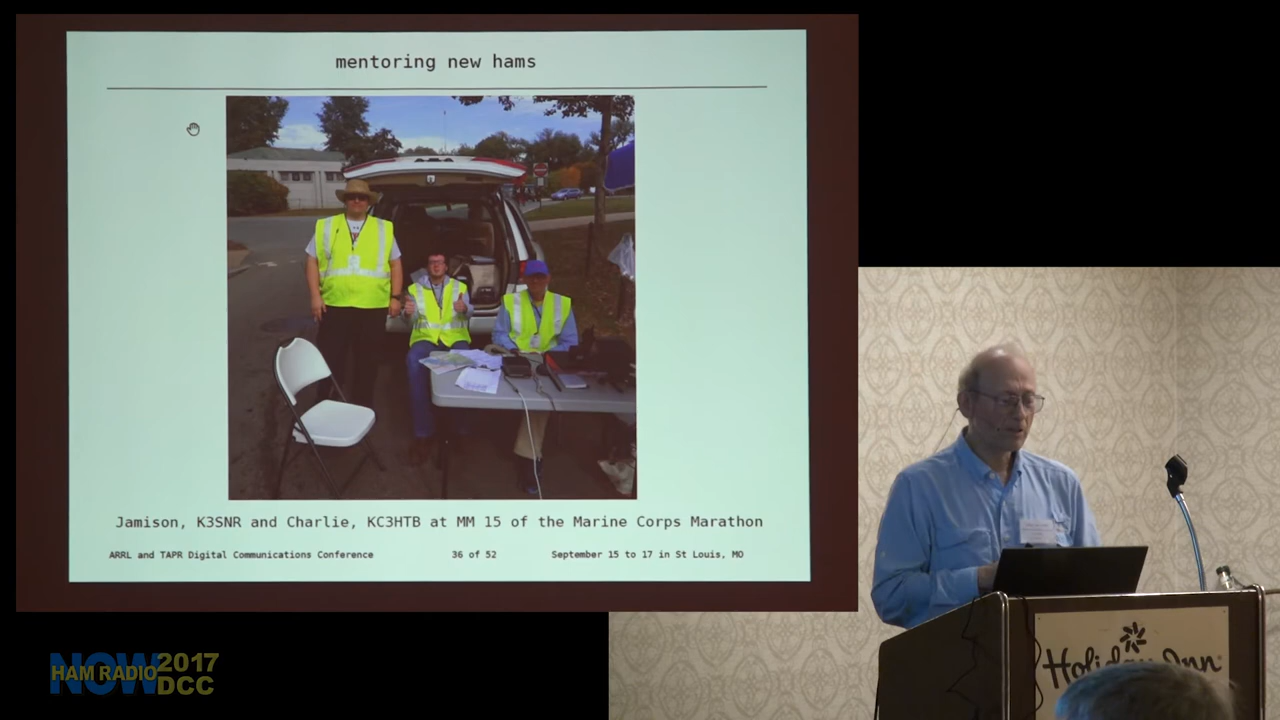 mentoring new hams
Jamison, K3SNR and Charlie, KC3HTB at MM 15 of the Marine Corps Marathon
ARRL and TAPR Digital Communications Conference
36 of 52
September 15 to 17 in St Louis, MO
HAM RADIO
NOW
2017
DCC
Holiday Inn